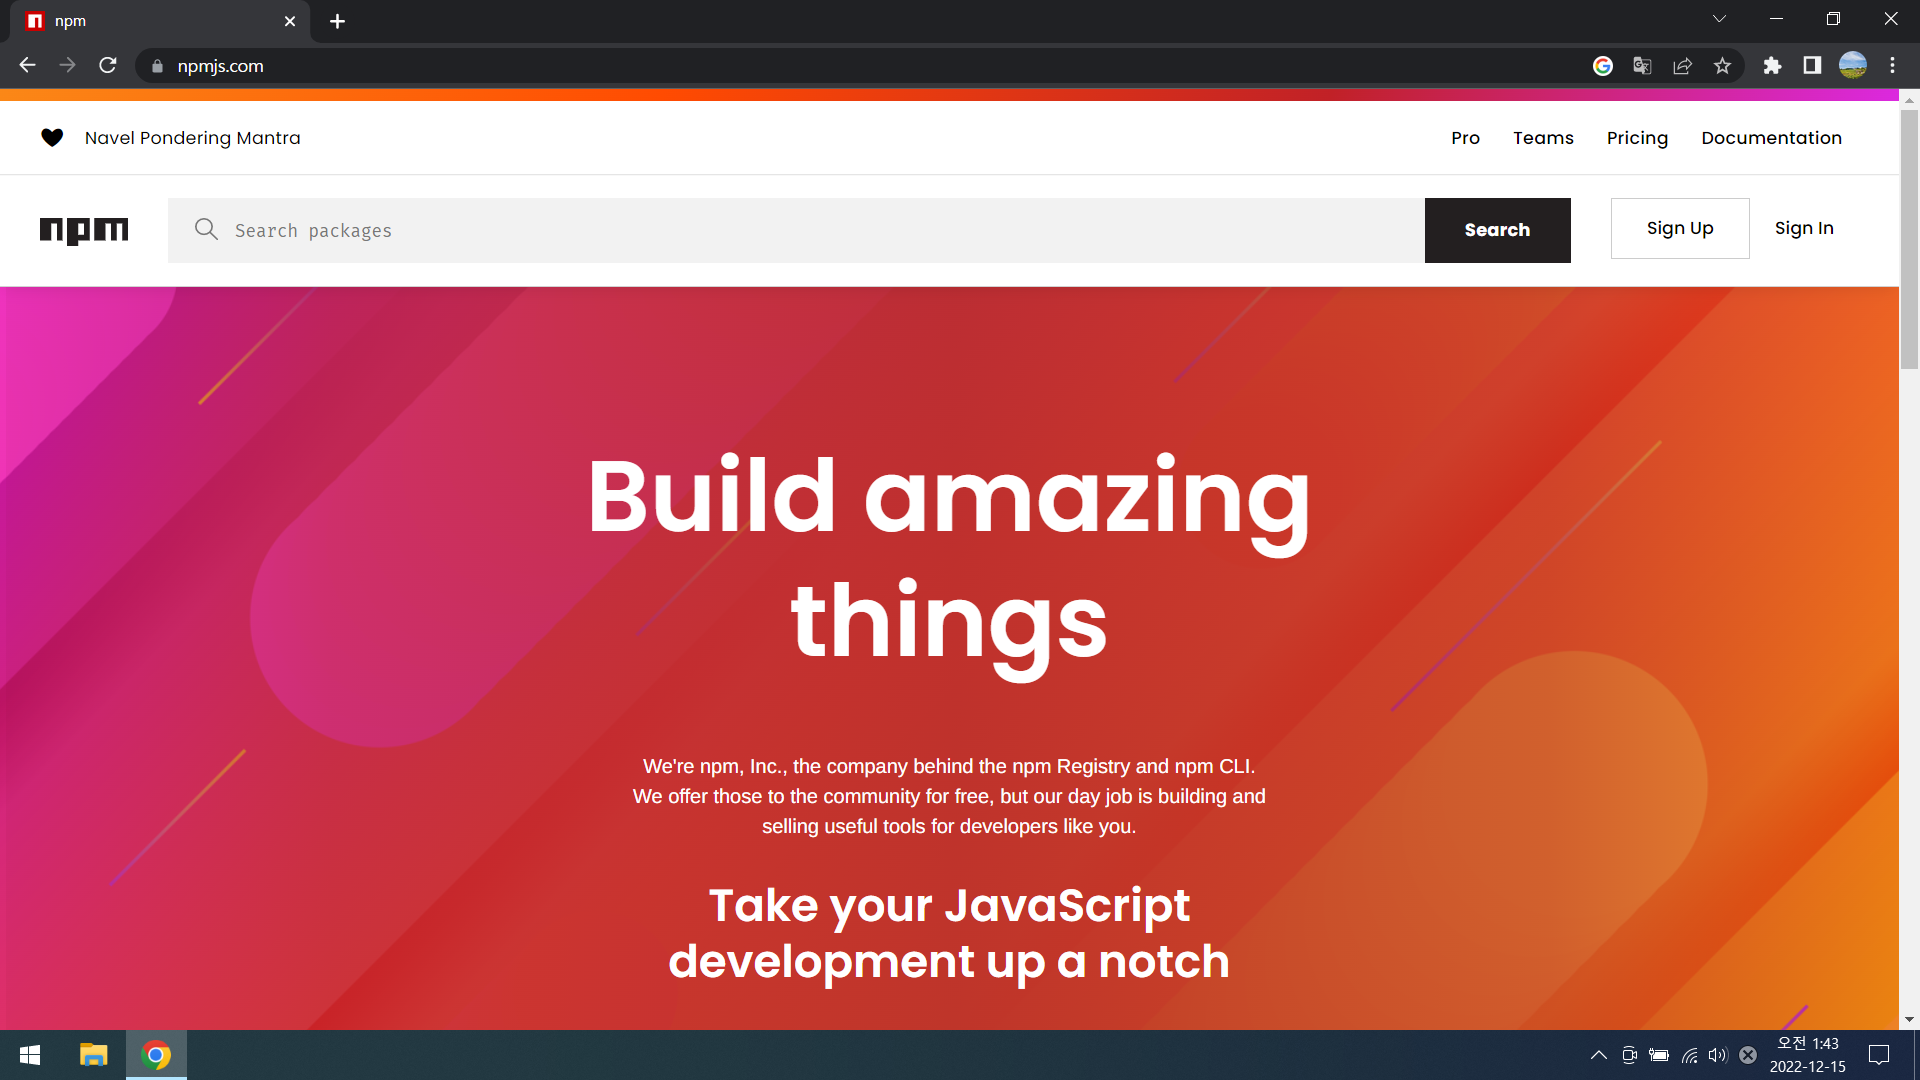 npm
npmjs.com
Navel Pondering Mantra
Pro Teams Pricing Documentation
npm
Search packages
Search
Sign Up
Sign In
Build amazing
things
We're npm, Inc., the company behind the npm Registry and npm CLI.
We offer those to the community for free, but our day job is building and
selling useful tools for developers like you.
Take your JavaScript
development up a notch
오전 1:43
2022-12-15